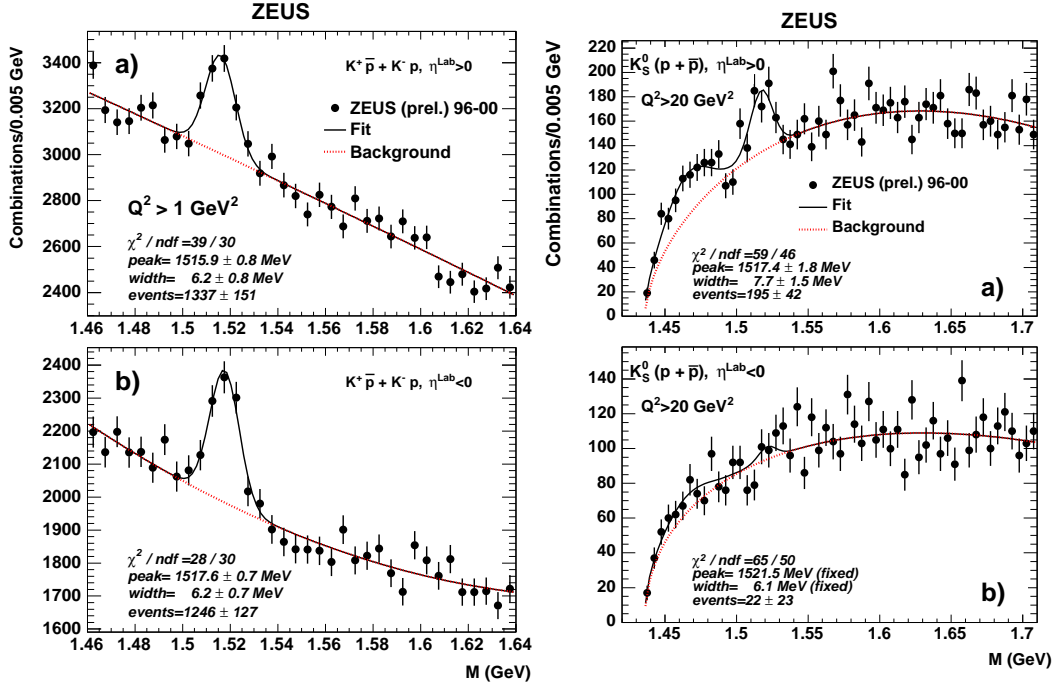 ZEUS
Combinations/0.005 GeV
a)
K⁺ p̅ + K⁻ p, η^Lab>0
ZEUS (prel.) 96-00
Fit
Background
Q² > 1 GeV²
χ² / ndf =39 / 30
peak= 1515.9 ± 0.8 MeV
width= 6.2 ± 0.8 MeV
events=1337 ± 151
3400
3200
3000
2800
2600
2400
1.46 1.48 1.5 1.52 1.54 1.56 1.58 1.6 1.62 1.64
b)
K⁺ p̅ + K⁻ p, η^Lab<0
χ² / ndf =28 / 30
peak= 1517.6 ± 0.7 MeV
width= 6.2 ± 0.7 MeV
events=1246 ± 127
2400
2300
2200
2100
2000
1900
1800
1700
1600
1.46 1.48 1.5 1.52 1.54 1.56 1.58 1.6 1.62 1.64
M (GeV)
ZEUS
Combinations/0.005 GeV
K⁰_S (p + p̅), η^Lab>0
Q²>20 GeV²
ZEUS (prel.) 96-00
Fit
Background
χ² / ndf =59 / 46
peak= 1517.4 ± 1.8 MeV
width= 7.7 ± 1.5 MeV
events=195 ± 42
a)
220
200
180
160
140
120
100
80
60
40
20
0
1.45 1.5 1.55 1.6 1.65 1.7
K⁰_S (p + p̅), η^Lab<0
Q²>20 GeV²
χ² / ndf =65 / 50
peak= 1521.5 MeV (fixed)
width= 6.1 MeV (fixed)
events=22 ± 23
b)
140
120
100
80
60
40
20
0
1.45 1.5 1.55 1.6 1.65 1.7
M (GeV)